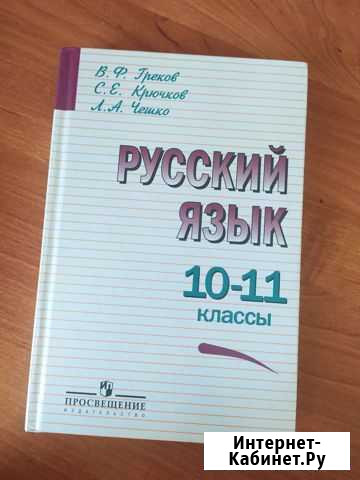 В. Ф. Греков
С. Е. Крючков
Л. А. Чешко
РУССКИЙ
ЯЗЫК
10-11
КЛАССЫ
ПРОСВЕЩЕНИЕ
ИЗДАТЕЛЬСТВО
Интернет-
Кабинет.Ру